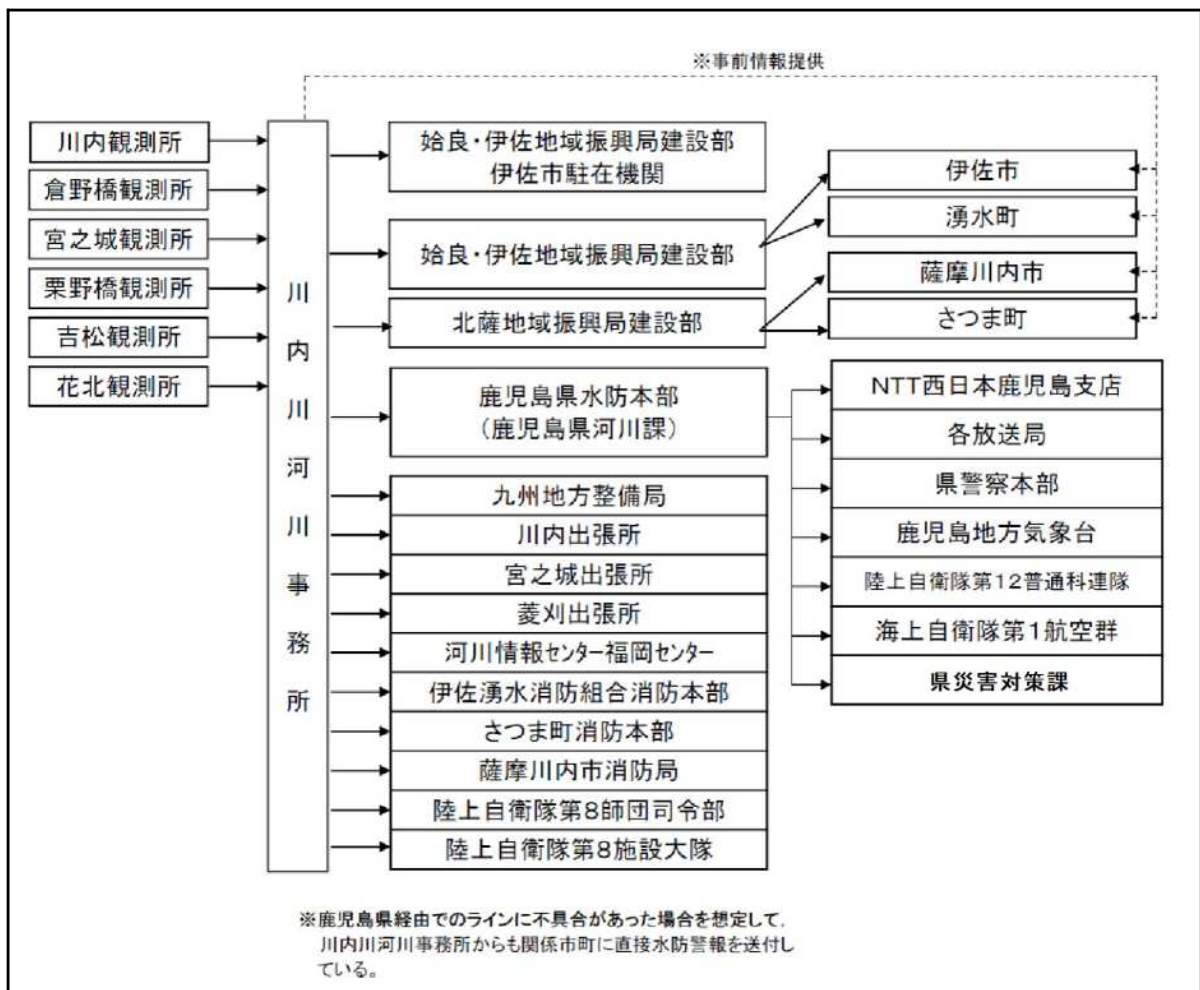 ※事前情報提供
川内観測所
倉野橋観測所
宮之城観測所
栗野橋観測所
吉松観測所
花北観測所
川内川河川事務所
姶良・伊佐地域振興局建設部
伊佐市駐在機関
姶良・伊佐地域振興局建設部
北薩地域振興局建設部
鹿児島県水防本部
(鹿児島県河川課)
九州地方整備局
川内出張所
宮之城出張所
菱刈出張所
河川情報センター福岡センター
伊佐湧水消防組合消防本部
さつま町消防本部
薩摩川内市消防局
陸上自衛隊第8師団司令部
陸上自衛隊第8施設大隊
伊佐市
湧水町
薩摩川内市
さつま町
NTT西日本鹿児島支店
各放送局
県警察本部
鹿児島地方気象台
陸上自衛隊第12普通科連隊
海上自衛隊第1航空群
県災害対策課
※鹿児島県経由でのラインに不具合があった場合を想定して、
川内川河川事務所からも関係市町に直接水防警報を送付し
ている。